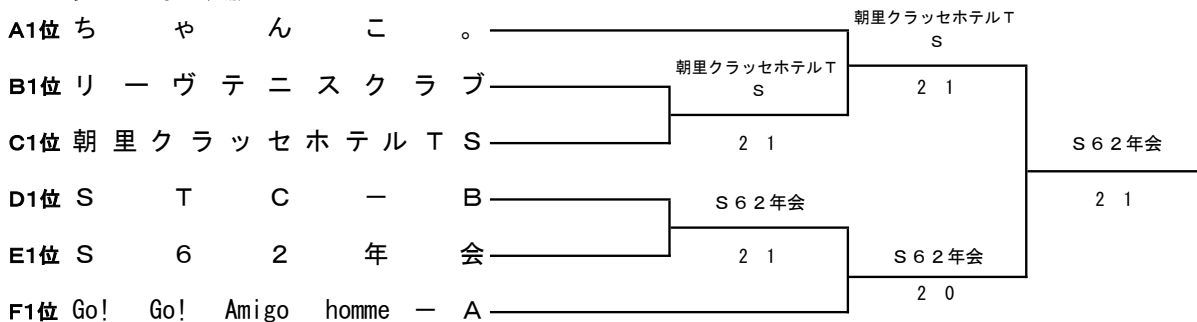 朝里クラッセホテルT
A1位 ちゃんこ。 S
朝里クラッセホテルT
B1位 リーヴテニスクラブ S 2 1
C1位 朝里クラッセホテルTS 2 1 S62年会
D1位 STC－B S62年会 2 1
E1位 S62年会 2 1 S62年会
2 0
F1位 Go! Go! Amigo homme － A